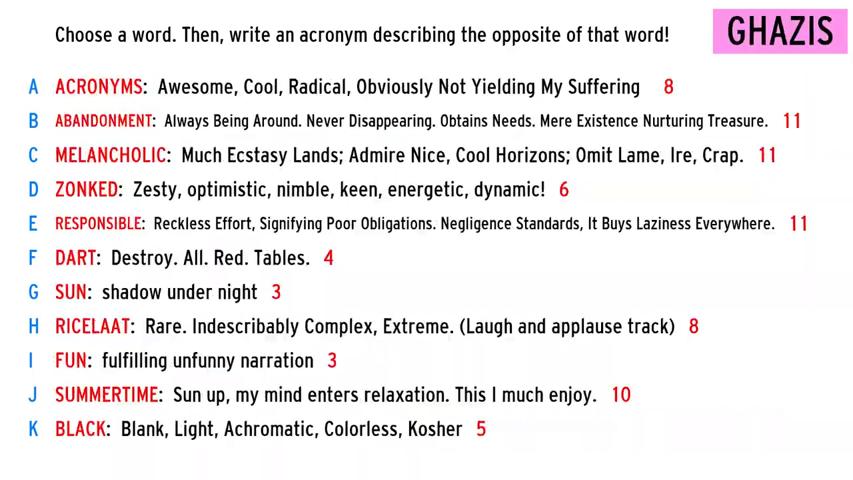 Choose a word. Then, write an acronym describing the opposite of that word!
GHAZIS
A ACRONYMS: Awesome, Cool, Radical, Obviously Not Yielding My Suffering 8
B ABANDONMENT: Always Being Around. Never Disappearing. Obtains Needs. Mere Existence Nurturing Treasure. 11
C MELANCHOLIC: Much Ecstasy Lands; Admire Nice, Cool Horizons; Omit Lame, Ire, Crap. 11
D ZONKED: Zesty, optimistic, nimble, keen, energetic, dynamic! 6
E RESPONSIBLE: Reckless Effort, Signifying Poor Obligations. Negligence Standards, It Buys Laziness Everywhere. 11
F DART: Destroy. All. Red. Tables. 4
G SUN: shadow under night 3
H RICELAAT: Rare. Indescribably Complex, Extreme. (Laugh and applause track) 8
I FUN: fulfilling unfunny narration 3
J SUMMERTIME: Sun up, my mind enters relaxation. This I much enjoy. 10
K BLACK: Blank, Light, Achromatic, Colorless, Kosher 5